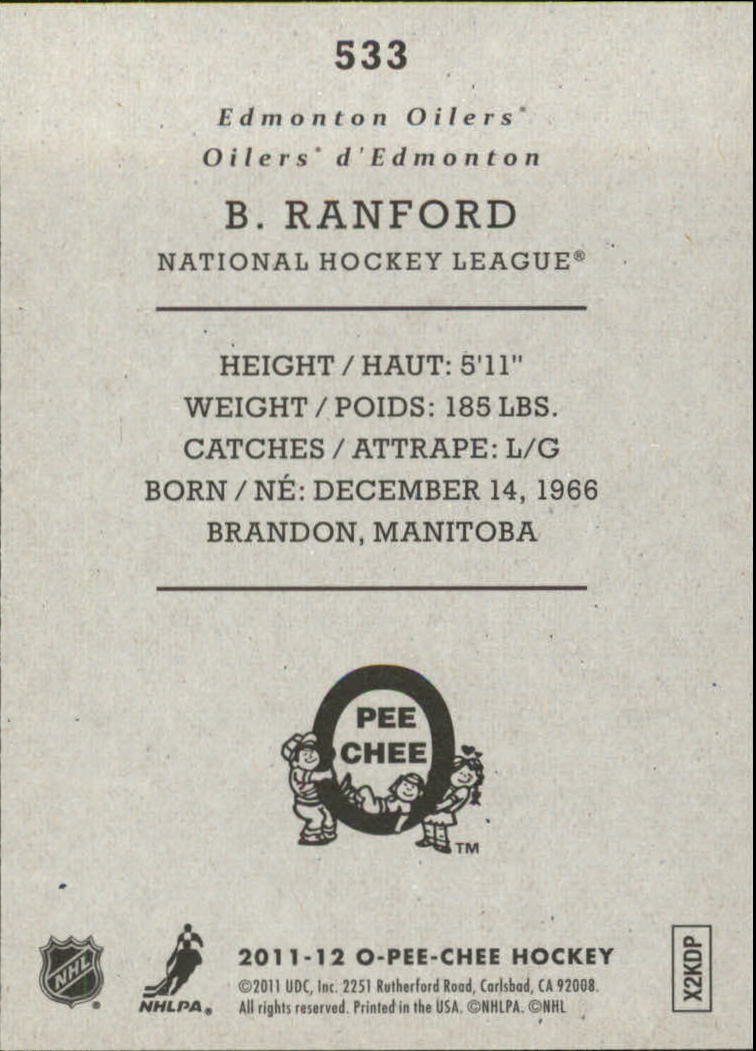 533
Edmonton Oilers*
Oilers* d'Edmonton
B. RANFORD
NATIONAL HOCKEY LEAGUE®
HEIGHT / HAUT: 5'11"
WEIGHT / POIDS: 185 LBS.
CATCHES / ATTRAPE: L/G
BORN / NÉ: DECEMBER 14, 1966
BRANDON, MANITOBA
PEE
CHEE
TM
NHL
NHLPA®
2011-12 O-PEE-CHEE HOCKEY
©2011 UDC, Inc. 2251 Rutherford Road, Carlsbad, CA 92008.
All rights reserved. Printed in the USA. ©NHLPA. ©NHL
X2KDP